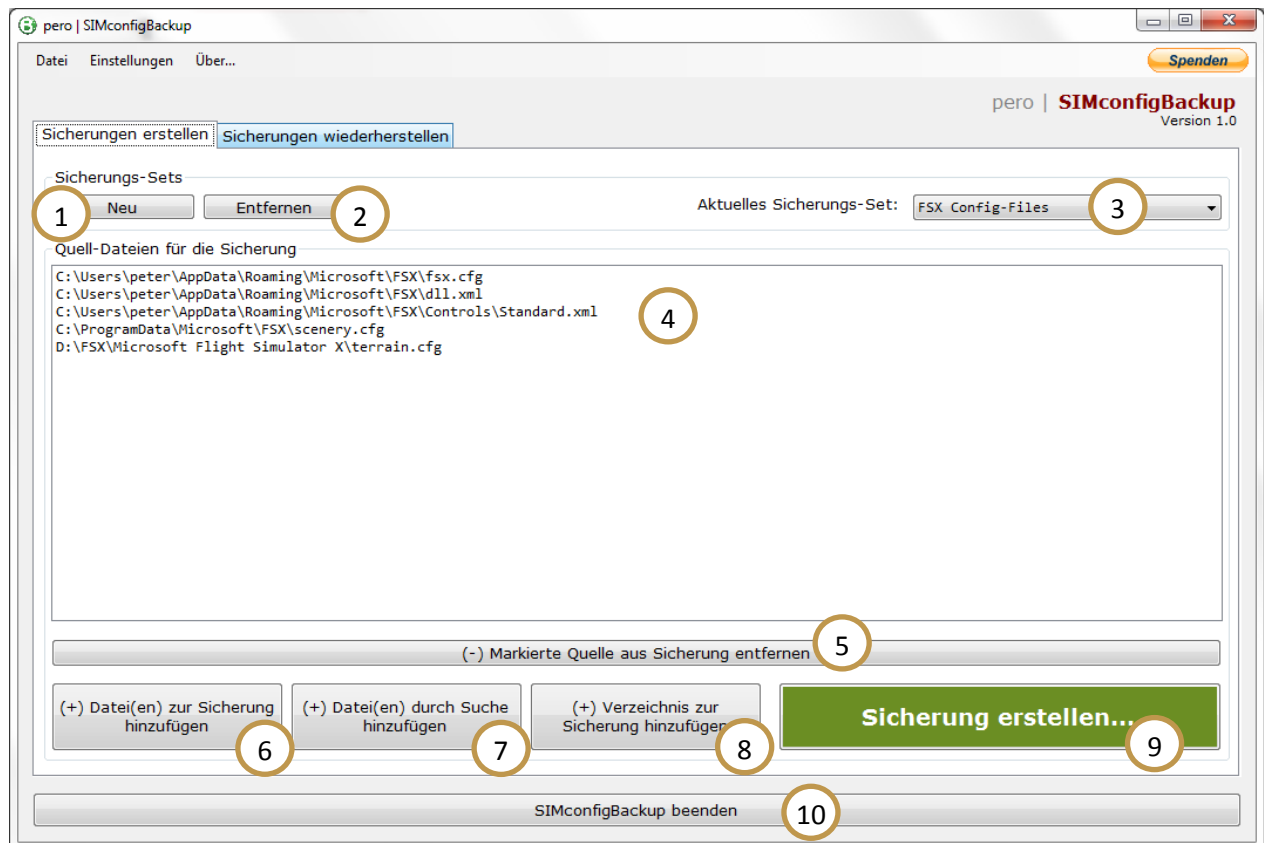 pero | SIMconfigBackup
Datei Einstellungen Über...
Spenden
pero | SIMconfigBackup
Version 1.0
Sicherungen erstellen Sicherungen wiederherstellen
Sicherungs-Sets
1 Neu Entfernen 2 Aktuelles Sicherungs-Set: FSX Config-Files 3
Quell-Dateien für die Sicherung
C:\Users\peter\AppData\Roaming\Microsoft\FSX\fsx.cfg
C:\Users\peter\AppData\Roaming\Microsoft\FSX\dll.xml
C:\Users\peter\AppData\Roaming\Microsoft\FSX\Controls\Standard.xml
C:\ProgramData\Microsoft\FSX\scenery.cfg
D:\FSX\Microsoft Flight Simulator X\terrain.cfg
4
(-) Markierte Quelle aus Sicherung entfernen 5
(+) Datei(en) zur Sicherung
hinzufügen
6
(+) Datei(en) durch Suche
hinzufügen
7
(+) Verzeichnis zur
Sicherung hinzufügen
8
Sicherung erstellen...
9
SIMconfigBackup beenden 10